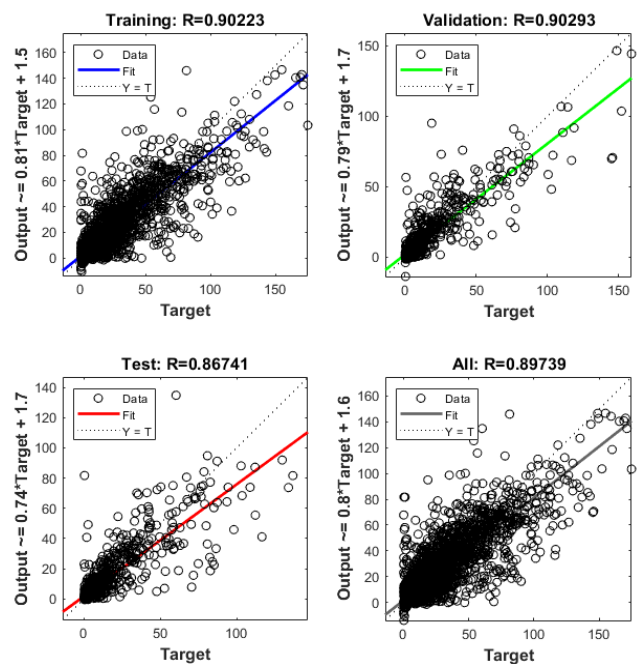 Training: R=0.90223
Output ~= 0.81*Target + 1.5
160
140
120
100
80
60
40
20
0
Data
Fit
Y = T
0
50
100
150
Target
Validation: R=0.90293
Output ~= 0.79*Target + 1.7
150
100
50
0
Data
Fit
Y = T
0
50
100
150
Target
Test: R=0.86741
Output ~= 0.74*Target + 1.7
140
120
100
80
60
40
20
0
Data
Fit
Y = T
0
50
100
Target
All: R=0.89739
Output ~= 0.8*Target + 1.6
160
140
120
100
80
60
40
20
0
Data
Fit
Y = T
0
50
100
150
Target